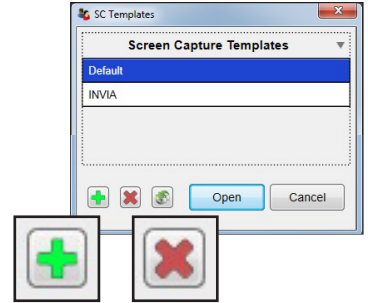 SC Templates
Screen Capture Templates
Default
INVIA
Open Cancel